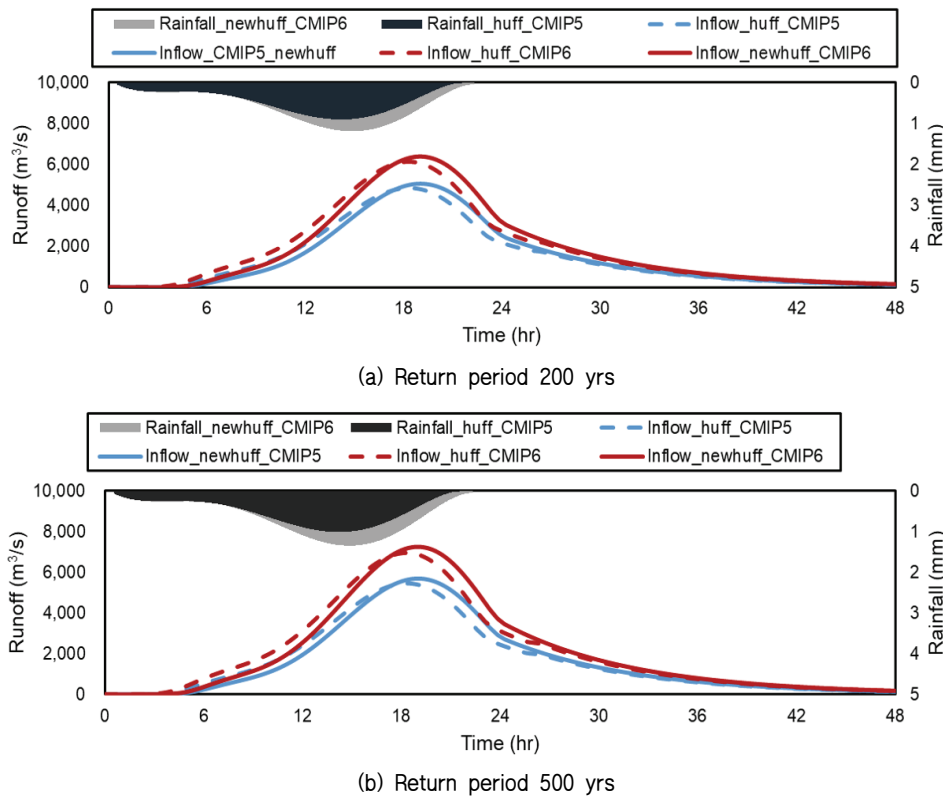 Rainfall_newhuff_CMIP6 Rainfall_huff_CMIP5 Inflow_huff_CMIP5
Inflow_CMIP5_newhuff Inflow_huff_CMIP6 Inflow_newhuff_CMIP6
10,000 0
8,000 1
6,000 2
4,000 3
2,000 4
0 5
Runoff (m³/s)
Rainfall (mm)
0 6 12 18 24 30 36 42 48
Time (hr)
(a) Return period 200 yrs
Rainfall_newhuff_CMIP6 Rainfall_huff_CMIP5 Inflow_huff_CMIP5
Inflow_newhuff_CMIP5 Inflow_huff_CMIP6 Inflow_newhuff_CMIP6
10,000 0
8,000 1
6,000 2
4,000 3
2,000 4
0 5
Runoff (m³/s)
Rainfall (mm)
0 6 12 18 24 30 36 42 48
Time (hr)
(b) Return period 500 yrs